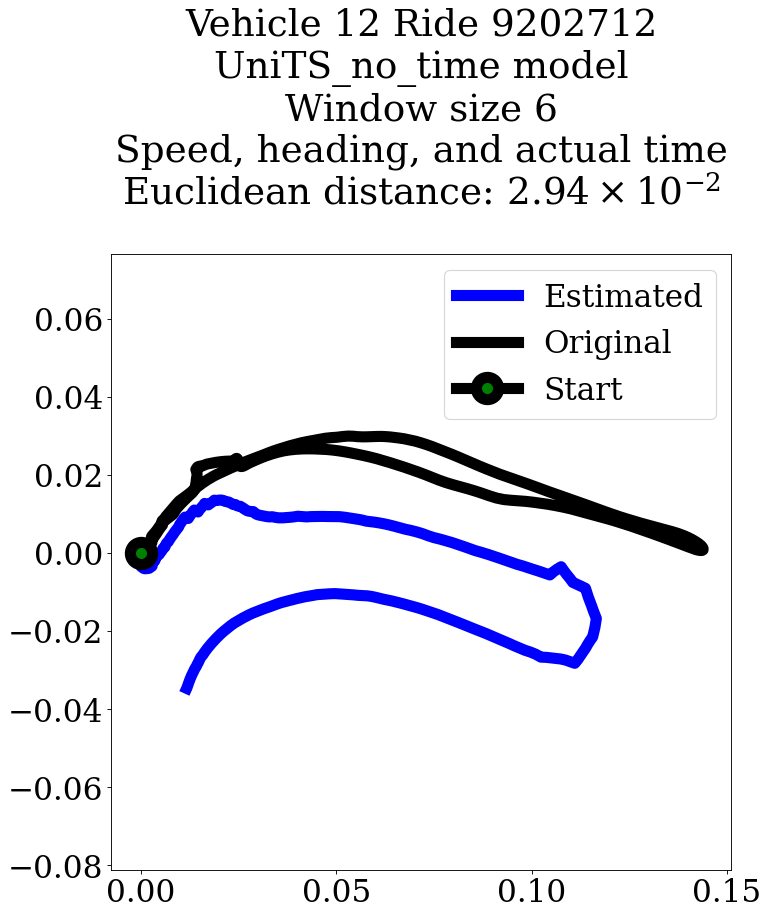 Vehicle 12 Ride 9202712
UniTS_no_time model
Window size 6
Speed, heading, and actual time
Euclidean distance: 2.94 × 10⁻²
Estimated
Original
Start
0.06
0.04
0.02
0.00
−0.02
−0.04
−0.06
−0.08
0.00 0.05 0.10 0.15